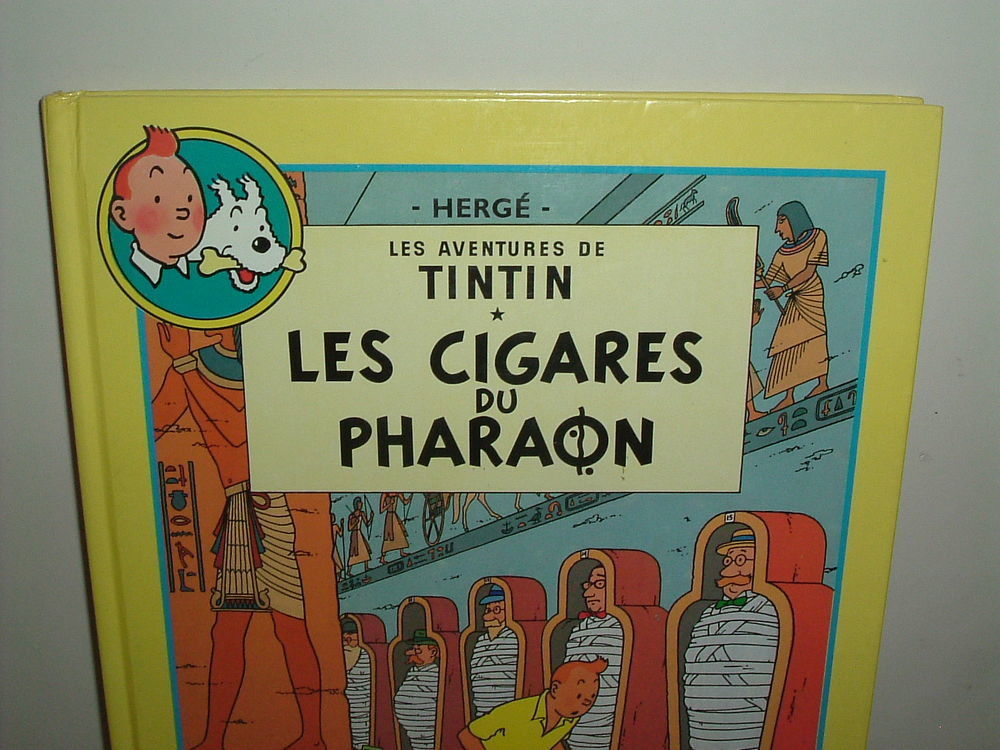 - HERGÉ -
LES AVENTURES DE
TINTIN
LES CIGARES
DU
PHARAON